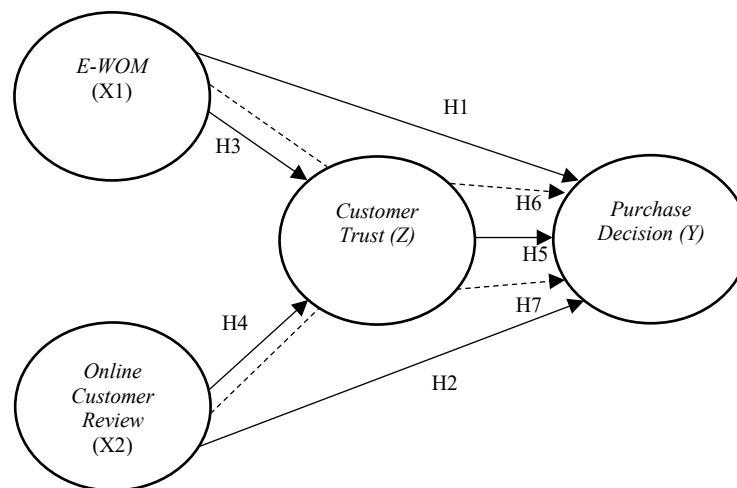 E-WOM
(X1)
H1
H3
Customer
Trust (Z)
H6
Purchase
Decision (Y)
H5
H7
H4
Online
Customer
Review
(X2)
H2